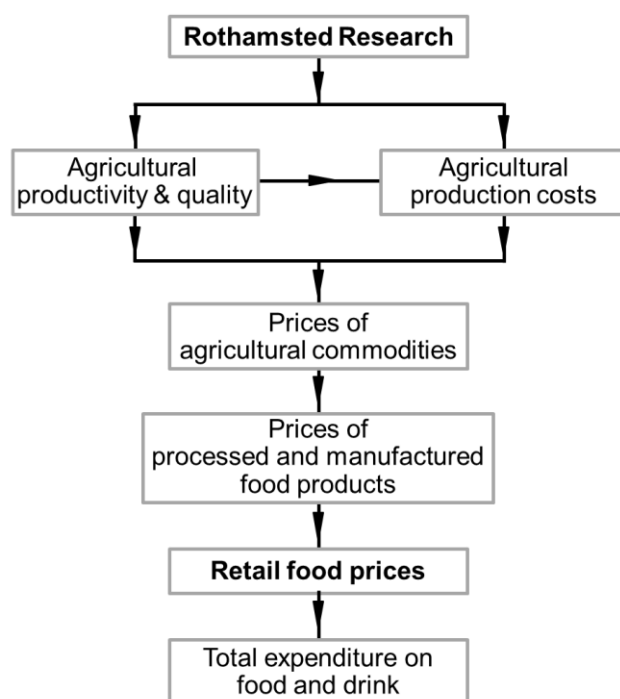 Rothamsted Research
Agricultural
productivity & quality
Agricultural
production costs
Prices of
agricultural commodities
Prices of
processed and manufactured
food products
Retail food prices
Total expenditure on
food and drink